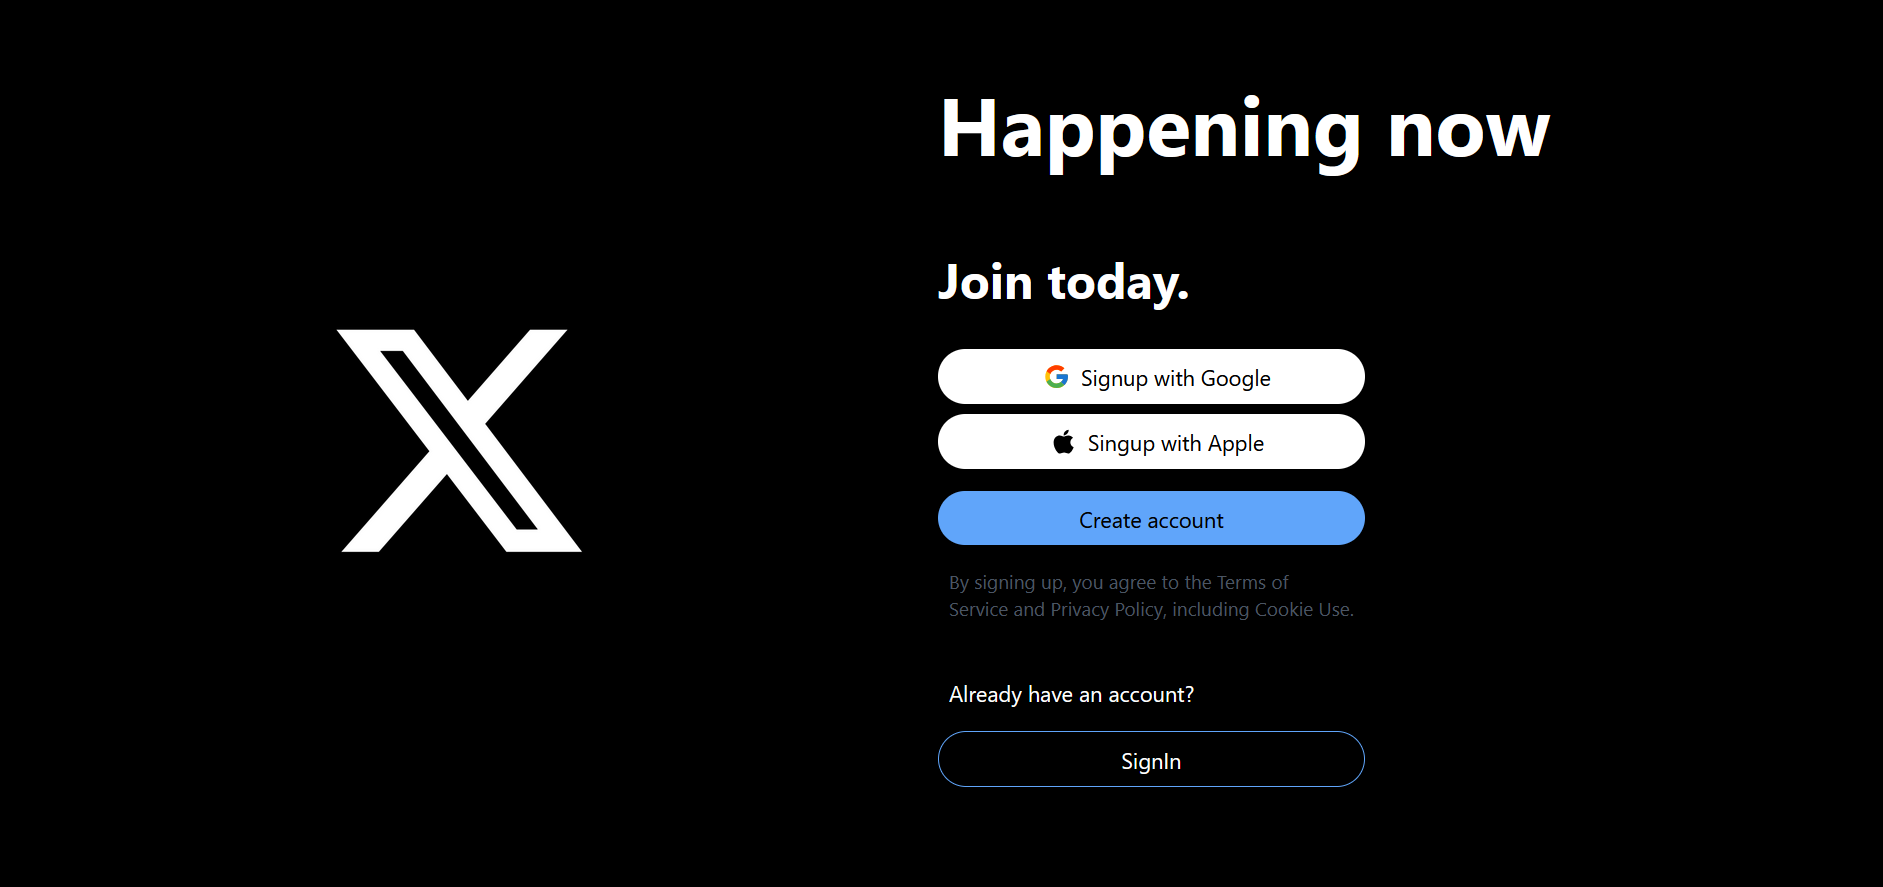 Happening now
Join today.
Signup with Google
Singup with Apple
Create account
By signing up, you agree to the Terms of
Service and Privacy Policy, including Cookie Use.
Already have an account?
SignIn